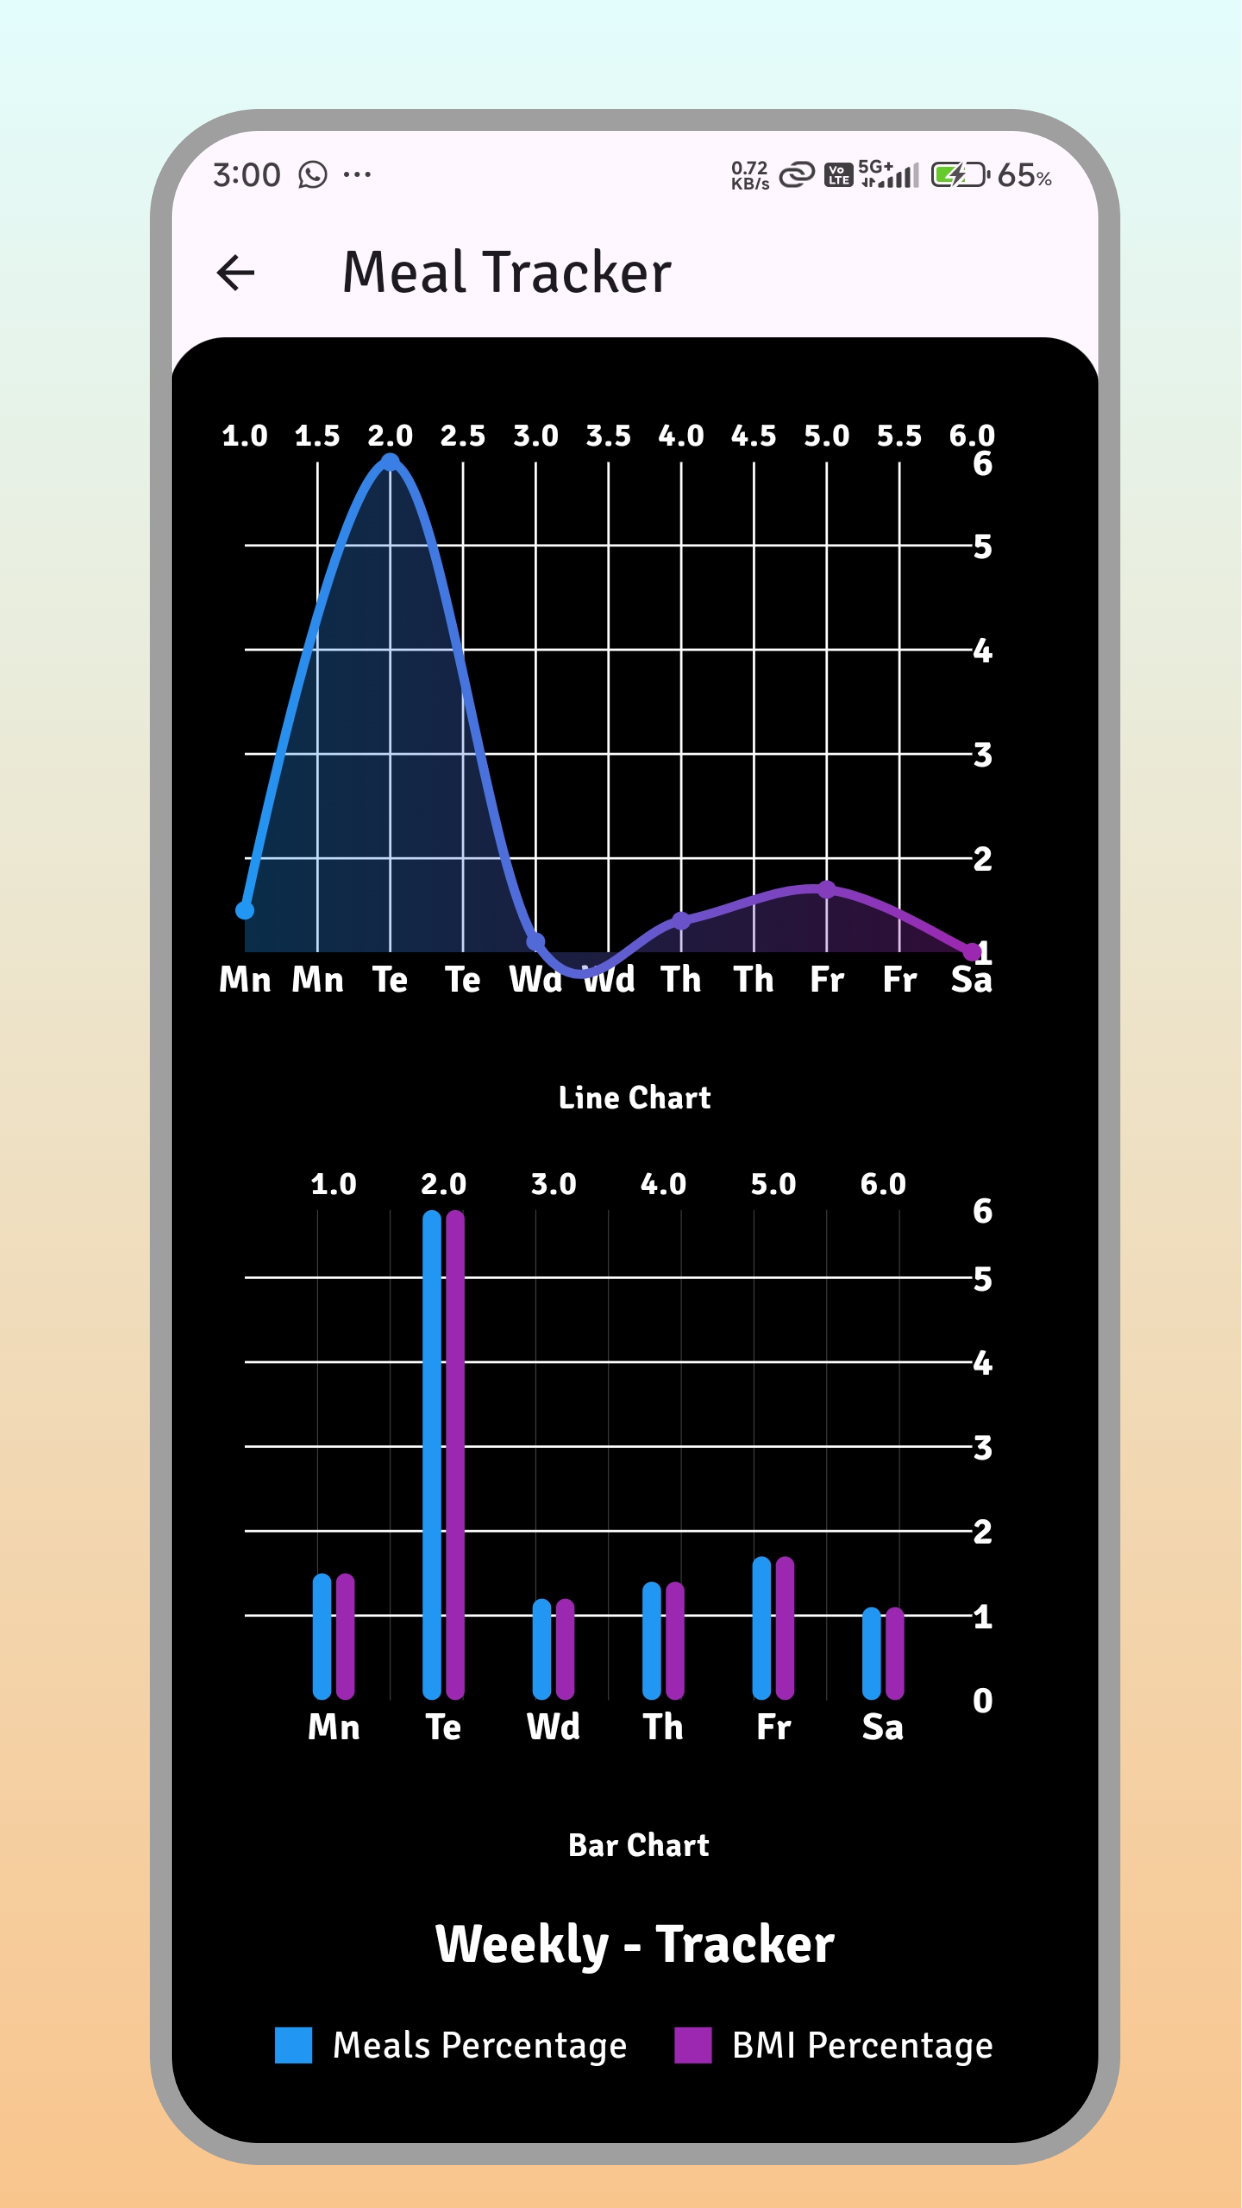 3:00 ... 0.72 KB/s Vo LTE 5G+ 65%
Meal Tracker
1.0 1.5 2.0 2.5 3.0 3.5 4.0 4.5 5.0 5.5 6.0
6
5
4
3
2
1
Mn Mn Te Te Wd Wd Th Th Fr Fr Sa
Line Chart
1.0 2.0 3.0 4.0 5.0 6.0
6
5
4
3
2
1
0
Mn Te Wd Th Fr Sa
Bar Chart
Weekly - Tracker
Meals Percentage BMI Percentage